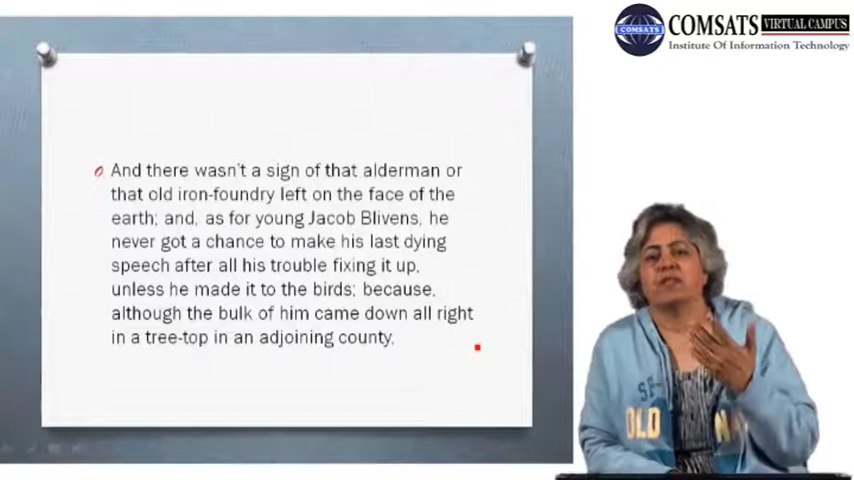 COMSATS
COMSATS VIRTUAL CAMPUS
Institute Of Information Technology
And there wasn't a sign of that alderman or
that old iron-foundry left on the face of the
earth; and, as for young Jacob Blivens, he
never got a chance to make his last dying
speech after all his trouble fixing it up,
unless he made it to the birds; because,
although the bulk of him came down all right
in a tree-top in an adjoining county,
OLD NA